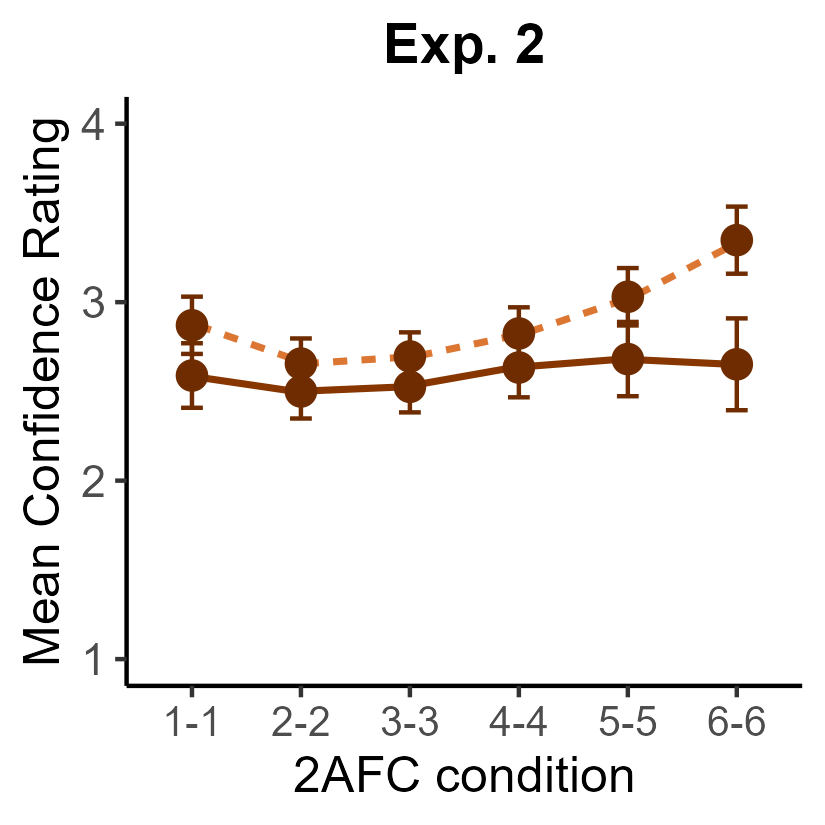 Exp. 2
Mean Confidence Rating
4
3
2
1
1-1 2-2 3-3 4-4 5-5 6-6
2AFC condition